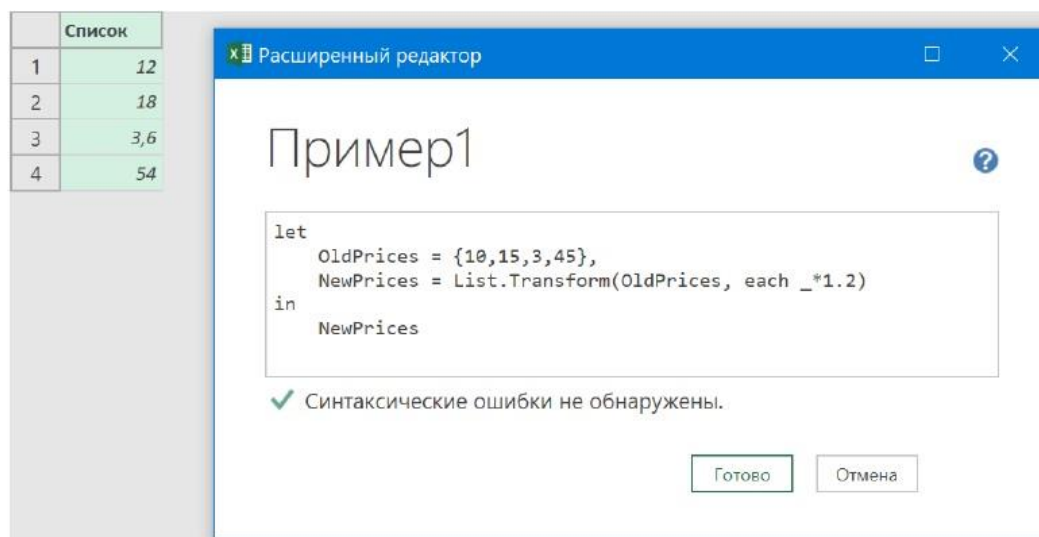 Список
1 12
2 18
3 3,6
4 54
Расширенный редактор
Пример1
let
OldPrices = {10,15,3,45},
NewPrices = List.Transform(OldPrices, each _*1.2)
in
NewPrices
Синтаксические ошибки не обнаружены.
Готово Отмена